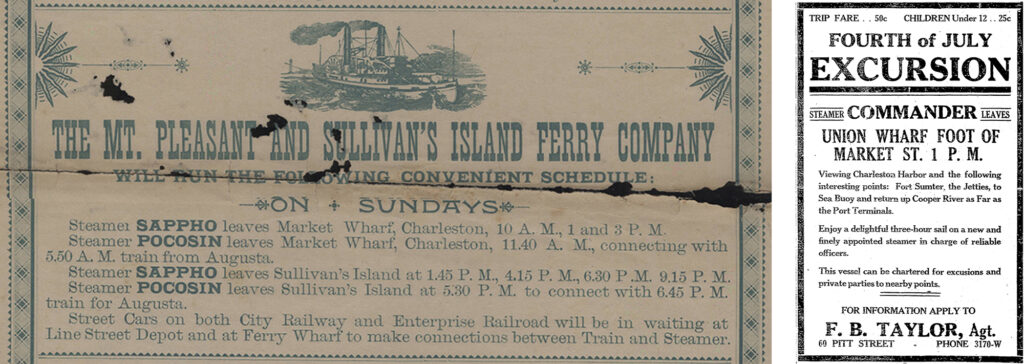 THE MT. PLEASANT AND SULLIVAN'S ISLAND FERRY COMPANY
WILL RUN THE FOLLOWING CONVENIENT SCHEDULE:
ON SUNDAYS
Steamer SAPPHO leaves Market Wharf, Charleston, 10 A. M., 1 and 3 P. M.
Steamer POCOSIN leaves Market Wharf, Charleston, 11.40 A. M., connecting with
5.50 A. M. train from Augusta.
Steamer SAPPHO leaves Sullivan's Island at 1.45 P. M., 4.15 P. M., 6.30 P .M. 9.15 P. M.
Steamer POCOSIN leaves Sullivan's Island at 5.30 P. M. to connect with 6.45 P. M.
train for Augusta.
Street Cars on both City Railway and Enterprise Railroad will be in waiting at
Line Street Depot and at Ferry Wharf to make connections between Train and Steamer.
TRIP FARE . . 50c CHILDREN Under 12 . . 25c
FOURTH of JULY
EXCURSION
STEAMER COMMANDER LEAVES
UNION WHARF FOOT OF
MARKET ST. 1 P. M.
Viewing Charleston Harbor and the following
interesting points: Fort Sumter, the Jetties, to
Sea Buoy and return up Cooper River as Far as
the Port Terminals.
Enjoy a delightful three-hour sail on a new and
finely appointed steamer in charge of reliable
officers.
This vessel can be chartered for excusions and
private parties to nearby points.
FOR INFORMATION APPLY TO
F. B. TAYLOR, Agt.
69 PITT STREET - PHONE 3170-W